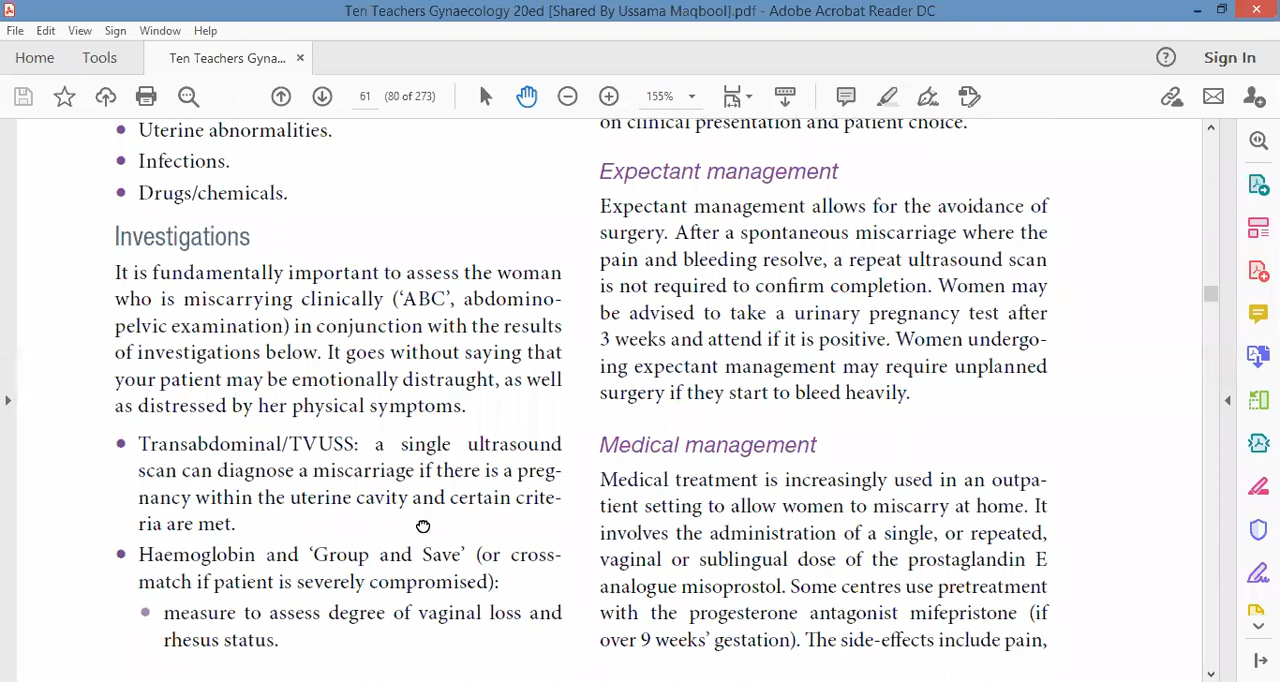 Ten Teachers Gynaecology 20ed [Shared By Ussama Maqbool].pdf - Adobe Acrobat Reader DC
File Edit View Sign Window Help
Home Tools Ten Teachers Gyna... × Sign In
61 (80 of 273) 155%
Uterine abnormalities.
Infections.
Drugs/chemicals.
Investigations
It is fundamentally important to assess the woman
who is miscarrying clinically (‘ABC’, abdomino-
pelvic examination) in conjunction with the results
of investigations below. It goes without saying that
your patient may be emotionally distraught, as well
as distressed by her physical symptoms.
• Transabdominal/TVUSS: a single ultrasound
scan can diagnose a miscarriage if there is a preg-
nancy within the uterine cavity and certain crite-
ria are met.
• Haemoglobin and ‘Group and Save’ (or cross-
match if patient is severely compromised):
• measure to assess degree of vaginal loss and
rhesus status.
on clinical presentation and patient choice.
Expectant management
Expectant management allows for the avoidance of
surgery. After a spontaneous miscarriage where the
pain and bleeding resolve, a repeat ultrasound scan
is not required to confirm completion. Women may
be advised to take a urinary pregnancy test after
3 weeks and attend if it is positive. Women undergo-
ing expectant management may require unplanned
surgery if they start to bleed heavily.
Medical management
Medical treatment is increasingly used in an outpa-
tient setting to allow women to miscarry at home. It
involves the administration of a single, or repeated,
vaginal or sublingual dose of the prostaglandin E
analogue misoprostol. Some centres use pretreatment
with the progesterone antagonist mifepristone (if
over 9 weeks’ gestation). The side-effects include pain,